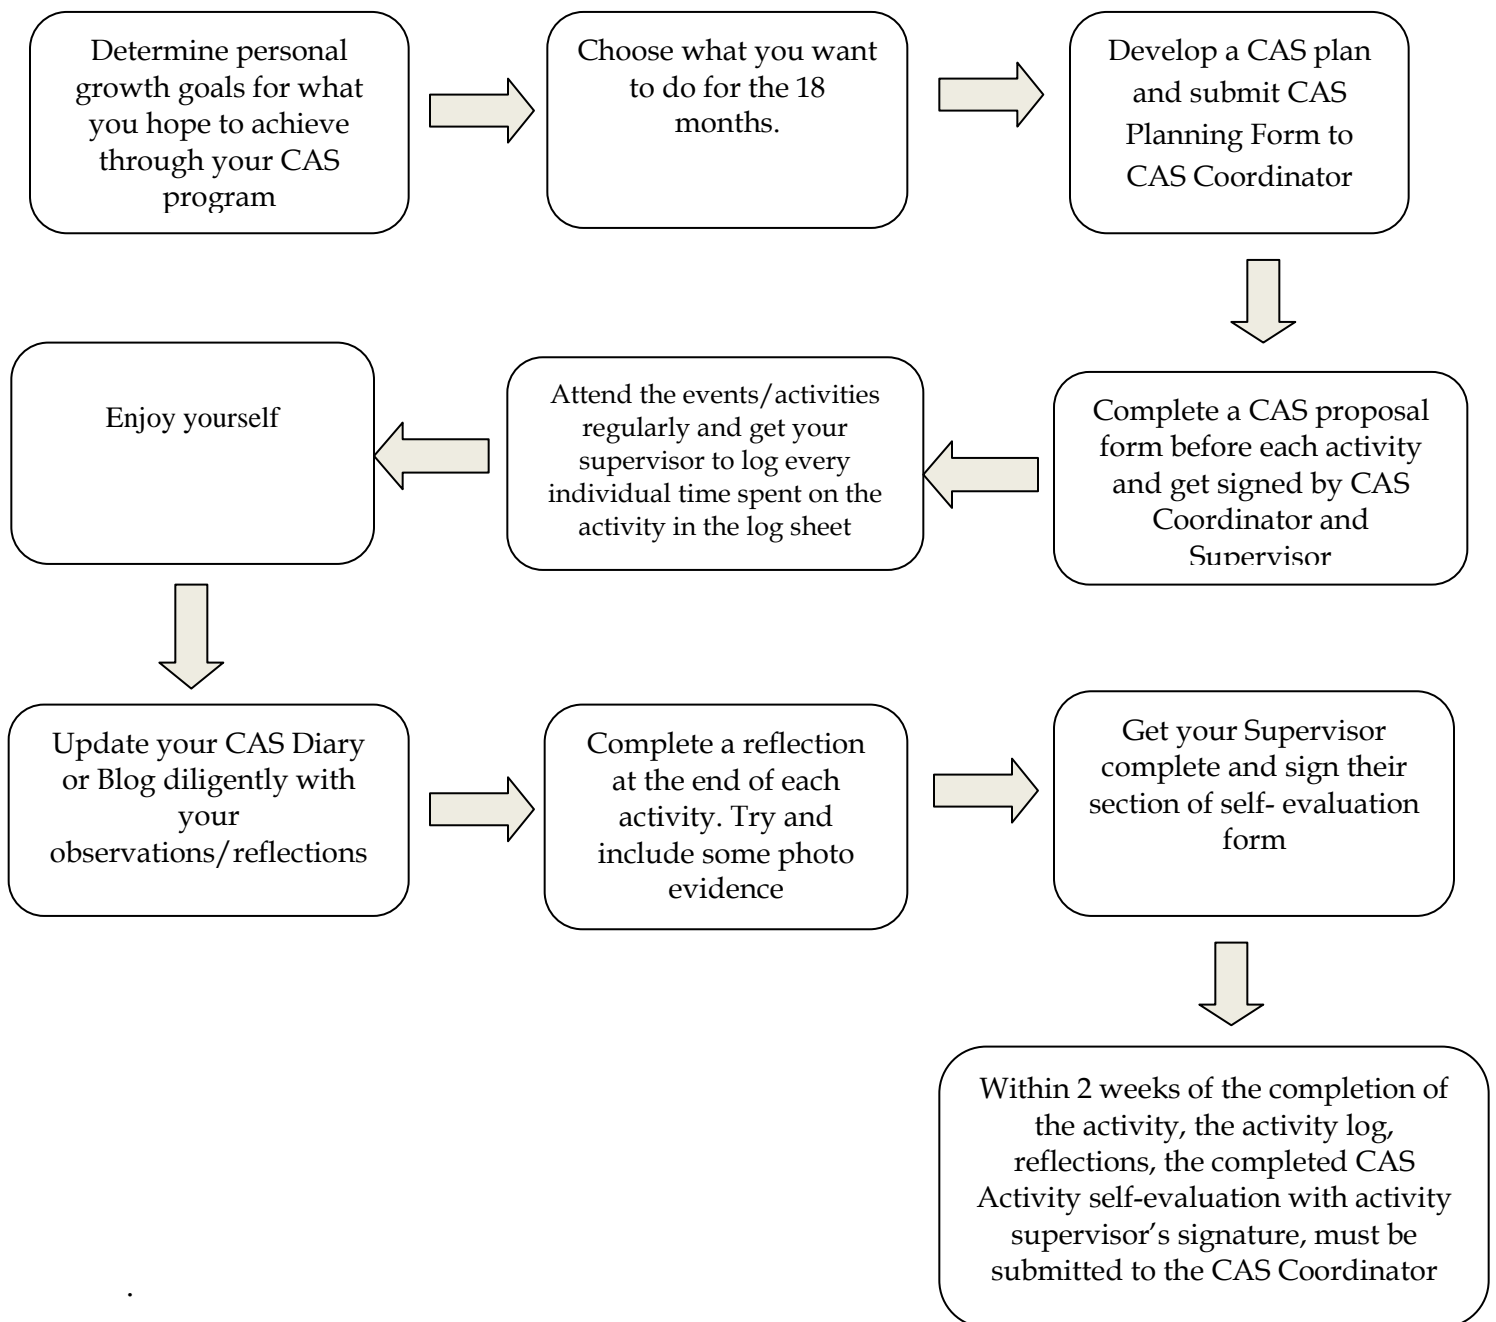 Determine personal
growth goals for what
you hope to achieve
through your CAS
program
Choose what you want
to do for the 18
months.
Develop a CAS plan
and submit CAS
Planning Form to
CAS Coordinator
Complete a CAS proposal
form before each activity
and get signed by CAS
Coordinator and
Supervisor
Attend the events/activities
regularly and get your
supervisor to log every
individual time spent on the
activity in the log sheet
Enjoy yourself
Update your CAS Diary
or Blog diligently with
your
observations/reflections
Complete a reflection
at the end of each
activity. Try and
include some photo
evidence
Get your Supervisor
complete and sign their
section of self- evaluation
form
Within 2 weeks of the completion of
the activity, the activity log,
reflections, the completed CAS
Activity self-evaluation with activity
supervisor’s signature, must be
submitted to the CAS Coordinator
.